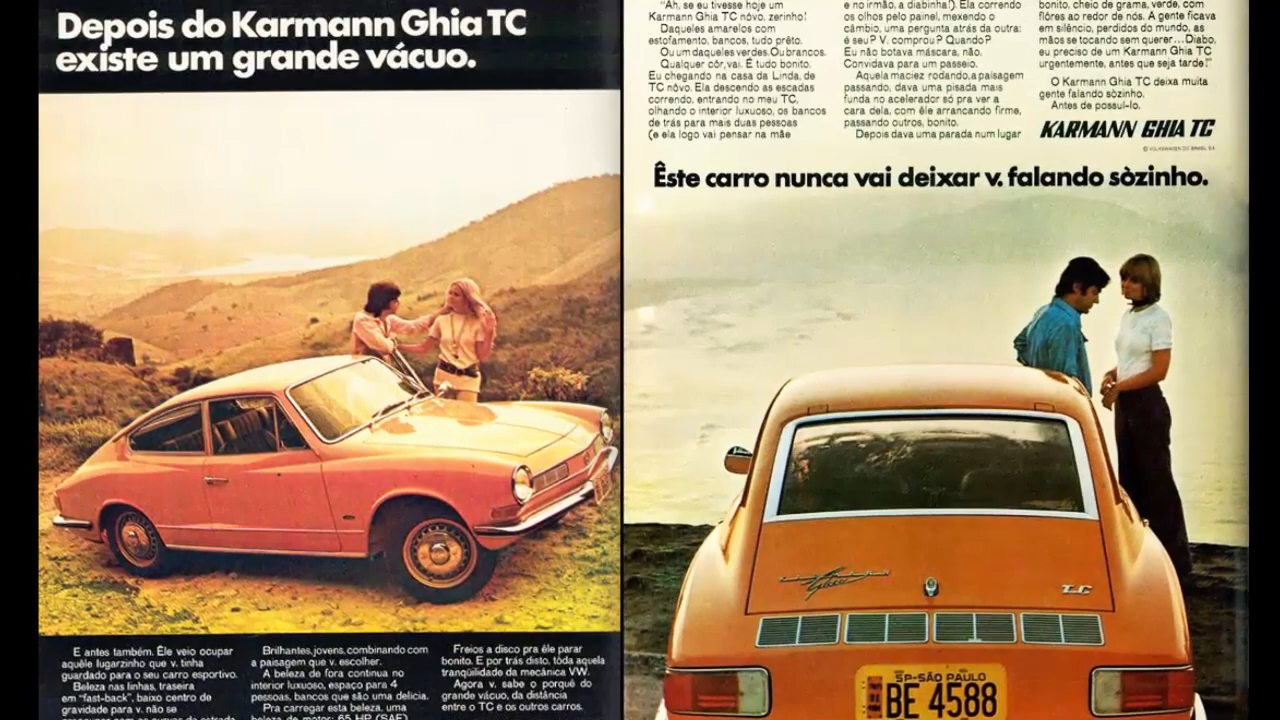 Depois do Karmann Ghia TC
existe um grande vácuo.
E antes também. Êle veio ocupar
aquêle lugarzinho que v. tinha
guardado para o seu carro esportivo.
Beleza nas linhas, traseira
em "fast-back", baixo centro de
gravidade para v. não se
Brilhantes, jovens, combinando com
a paisagem que v. escolher.
A beleza de fora continua no
interior luxuoso, espaço para 4
pessoas, bancos que são uma delícia.
Pra carregar esta beleza, uma
beleza de motor: 65 HP (SAE)
Freios a disco pra êle parar
bonito. E por trás disto, tôda aquela
tranqüilidade da mecânica VW.
Agora v. sabe o porquê do
grande vácuo, da distância
entre o TC e os outros carros.
"Ah, se eu tivesse hoje um
Karmann Ghia TC nôvo, zerinho!
Daqueles amarelos com
estofamento, bancos, tudo prêto.
Ou um daqueles verdes. Ou brancos.
Qualquer côr, vai. É tudo bonito.
Eu chegando na casa da Linda, de
TC nôvo. Ela descendo as escadas
correndo, entrando no meu TC,
olhando o interior luxuoso, os bancos
de trás para mais duas pessoas
(e ela logo vai pensar na mãe
e no irmão, a diabinha!). Ela correndo
os olhos pelo painel, mexendo o
câmbio, uma pergunta atrás da outra:
é seu? V. comprou? Quando?
Eu não botava máscara, não.
Convidava para um passeio.
Aquela maciez rodando, a paisagem
passando, dava uma pisada mais
funda no acelerador só pra ver a
cara dela, com êle arrancando firme,
passando outros, bonito.
Depois dava uma parada num lugar
bonito, cheio de grama, verde, com
flôres ao redor de nós. A gente ficava
em silêncio, perdidos do mundo, as
mãos se tocando sem querer... Diabo,
eu preciso de um Karmann Ghia TC
urgentemente, antes que seja tarde!"
O Karmann Ghia TC deixa muita
gente falando sòzinho.
Antes de possuí-lo.
KARMANN GHIA TC
© VOLKSWAGEN DO BRASIL S.A.
Êste carro nunca vai deixar v. falando sòzinho.
Ghia
TC
SP-SÃO PAULO
BE 4588